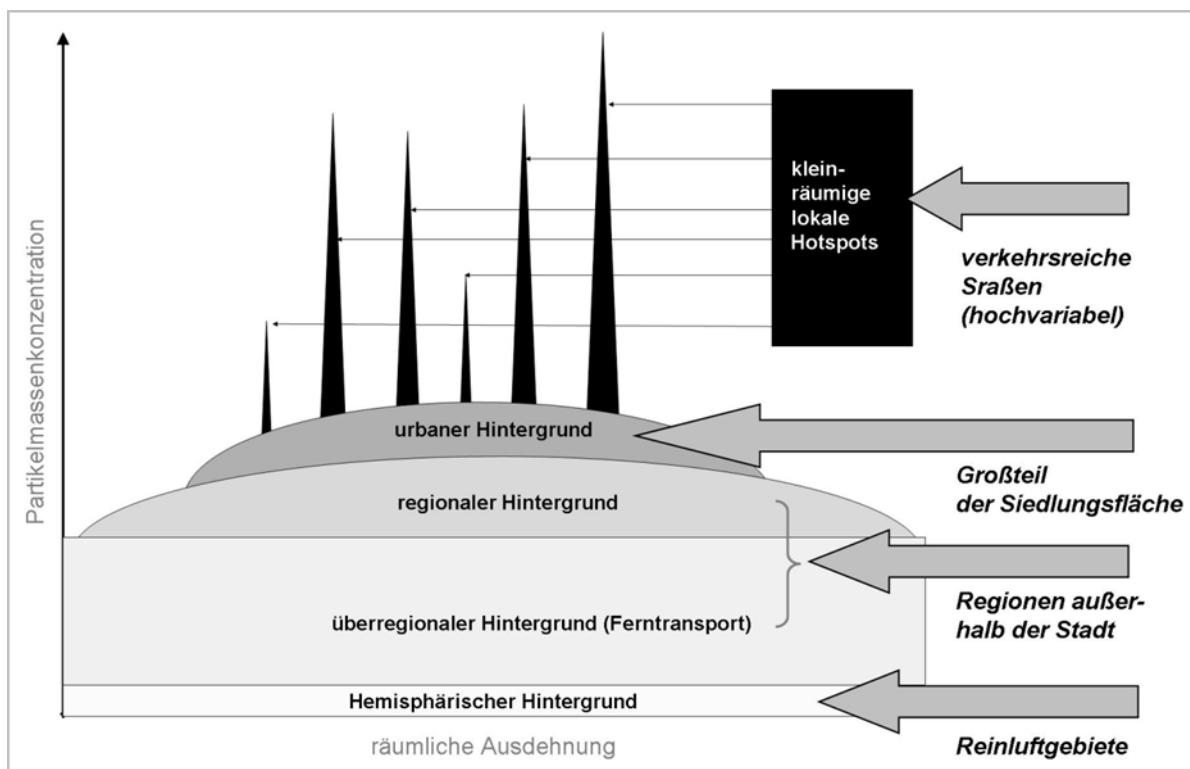 Partikelmassenkonzentration
klein-
räumige
lokale
Hotspots
verkehrsreiche
Sraßen
(hochvariabel)
urbaner Hintergrund
Großteil
der Siedlungsfläche
regionaler Hintergrund
überregionaler Hintergrund (Ferntransport)
Regionen außer-
halb der Stadt
Hemisphärischer Hintergrund
Reinluftgebiete
räumliche Ausdehnung